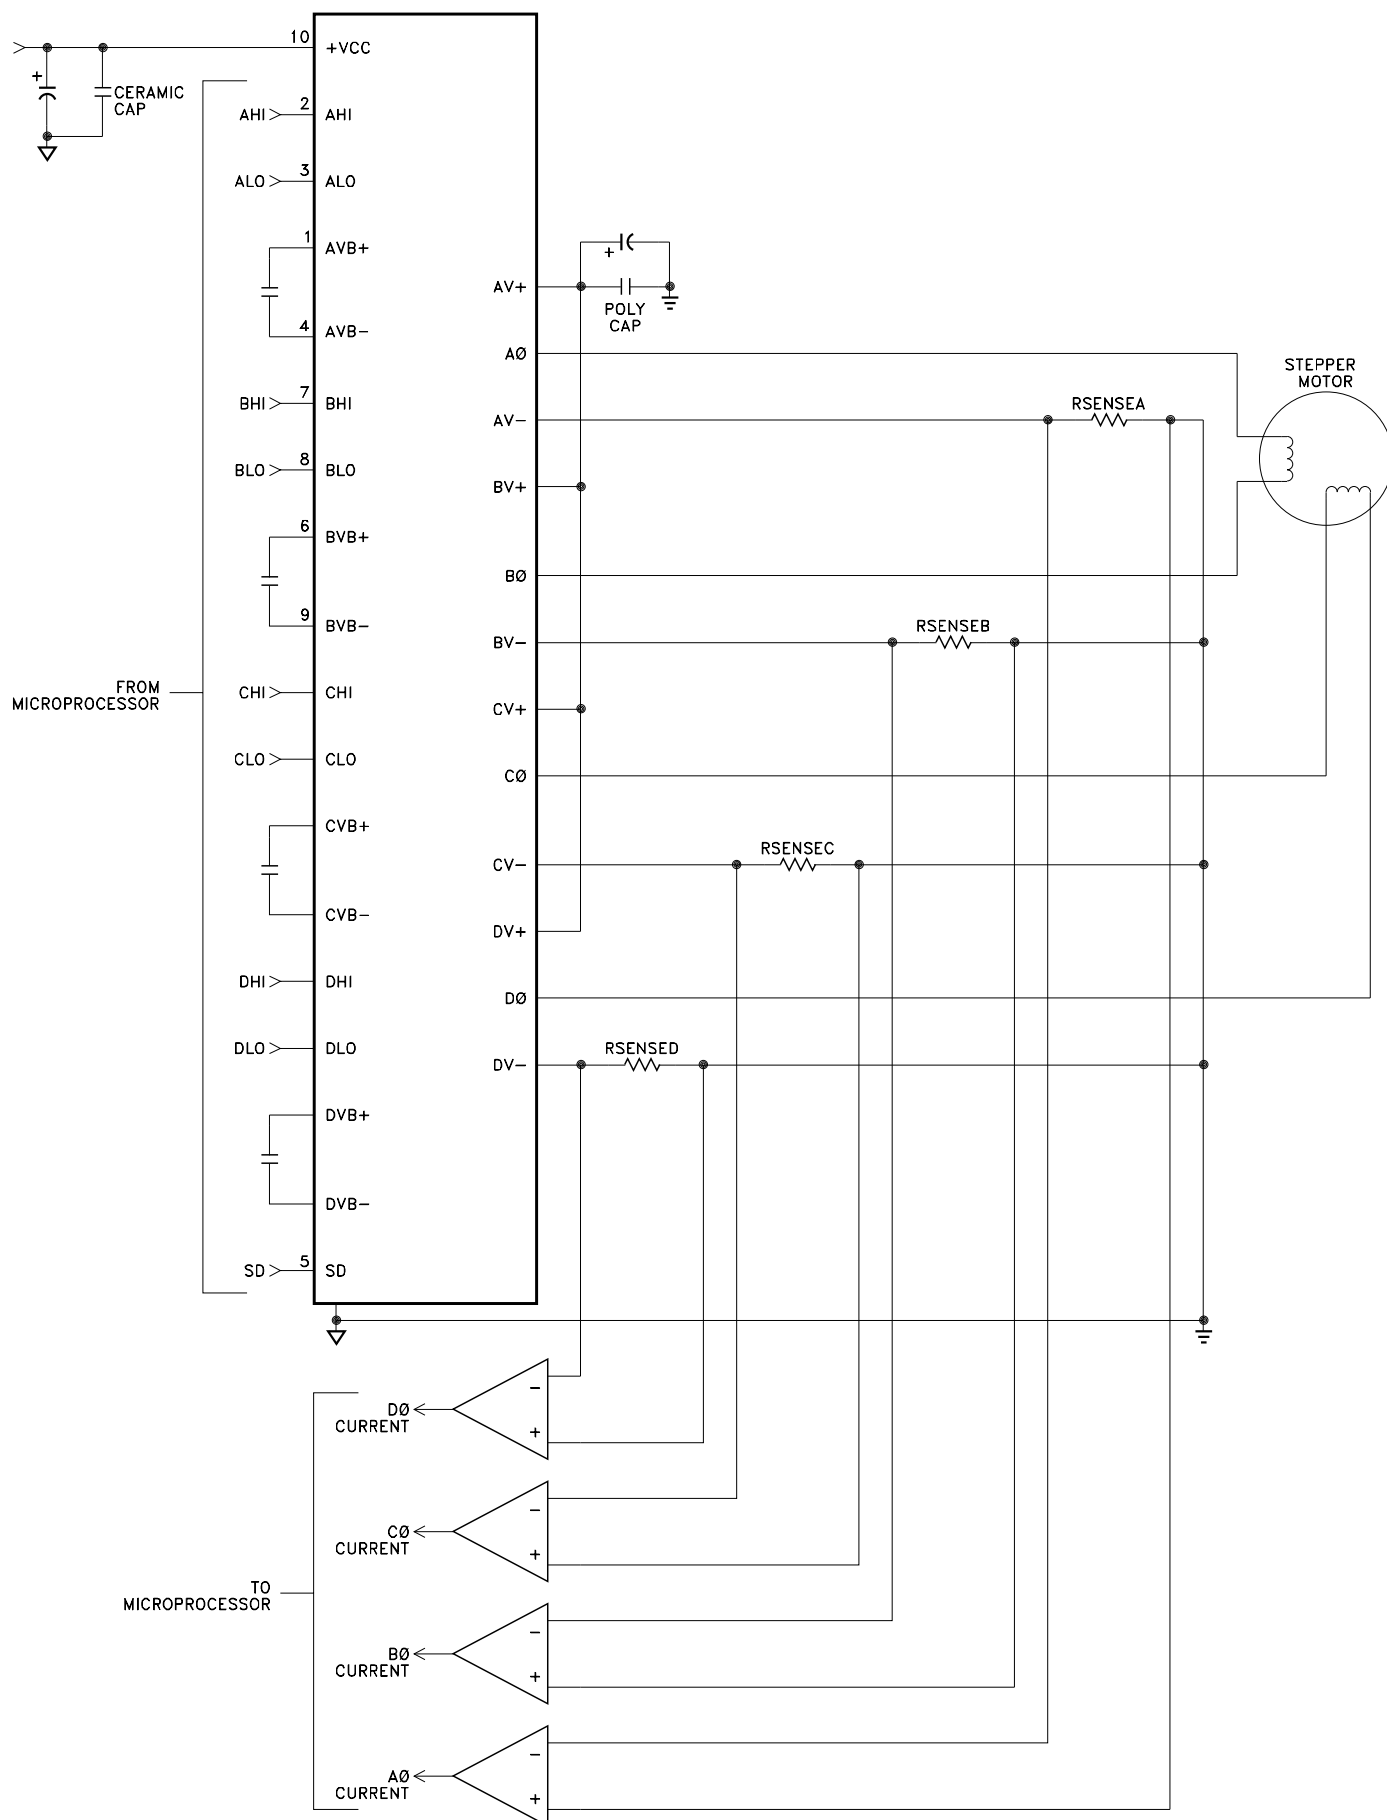 10
+VCC
+
CERAMIC
CAP
AHI
2
AHI
ALO
3
ALO
1
AVB+
4
AVB-
BHI
7
BHI
BLO
8
BLO
6
BVB+
9
BVB-
FROM
MICROPROCESSOR
CHI
CHI
CLO
CLO
CVB+
CVB-
DHI
DHI
DLO
DLO
DVB+
DVB-
SD
5
SD
AV+
+
POLY
CAP
AØ
STEPPER
MOTOR
AV-
RSENSEA
BV+
BØ
BV-
RSENSEB
CV+
CØ
CV-
RSENSEC
DV+
DØ
DV-
RSENSED
TO
MICROPROCESSOR
DØ
CURRENT
-
+
CØ
CURRENT
-
+
BØ
CURRENT
-
+
AØ
CURRENT
-
+